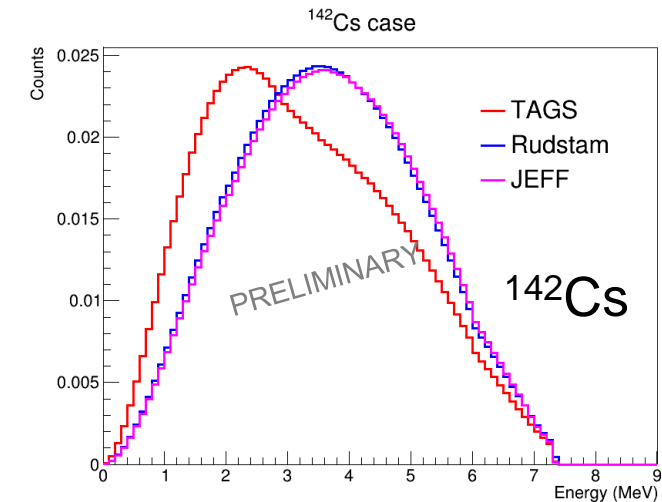 ¹⁴²Cs case
Counts
0.025
0.02
0.015
0.01
0.005
0
TAGS
Rudstam
JEFF
PRELIMINARY
¹⁴²Cs
0 1 2 3 4 5 6 7 8 9
Energy (MeV)